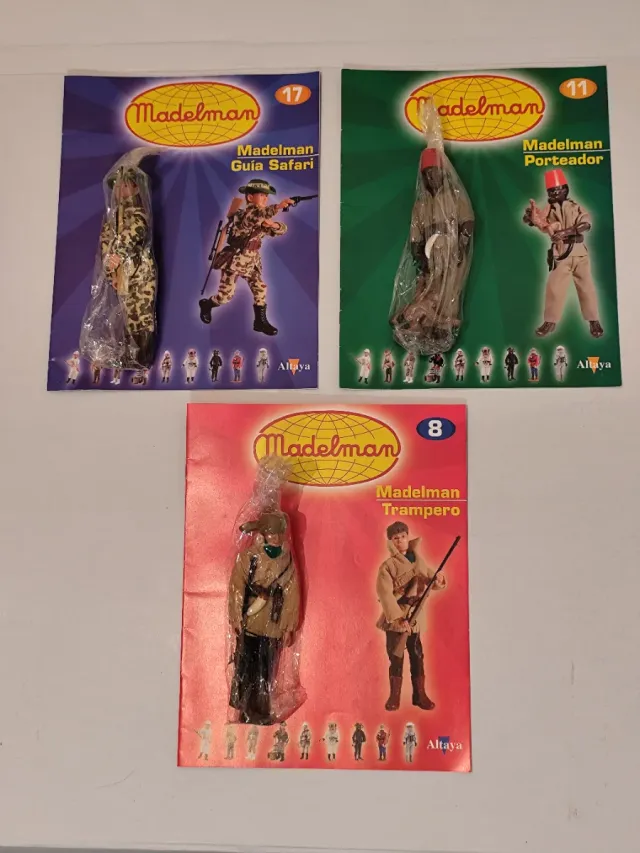 Madelman
17
Madelman
Guía Safari
Altaya
Madelman
11
Madelman
Porteador
Altaya
Madelman
8
Madelman
Trampero
Altaya